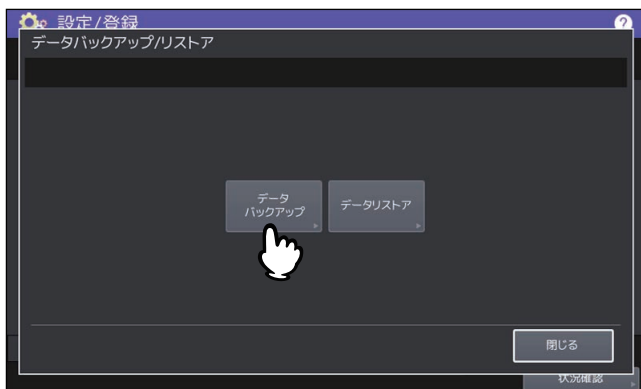 設定/登録
?
データバックアップ/リストア
データ
バックアップ
データリストア
閉じる
状況確認